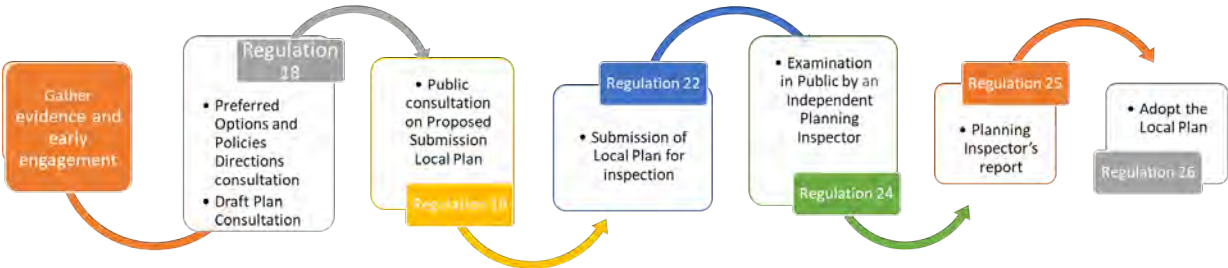 Gather
evidence and
early
engagement
Regulation
18
• Preferred
Options and
Policies
Directions
consultation
• Draft Plan
Consultation
• Public
consultation
on Proposed
Submission
Local Plan
Regulation 19
Regulation 22
• Submission of
Local Plan for
inspection
• Examination
in Public by an
Independent
Planning
Inspector
Regulation 24
Regulation 25
• Planning
Inspector's
report
• Adopt the
Local Plan
Regulation 26